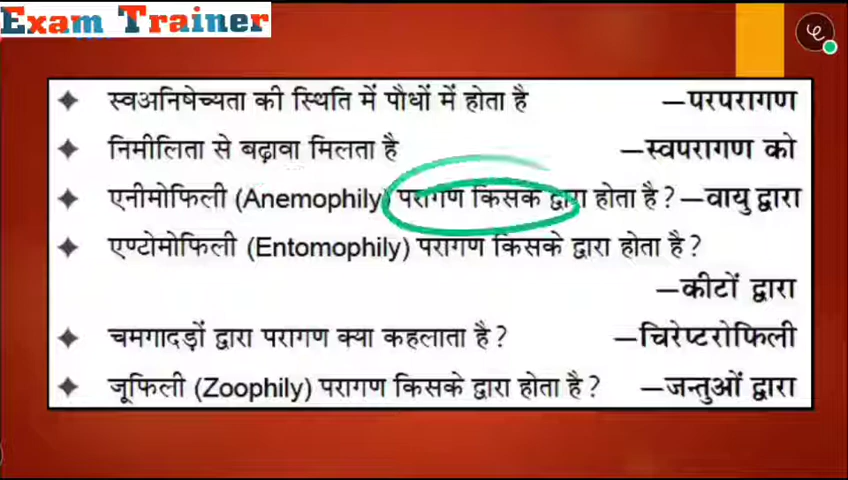 Exam Trainer
स्वअनिषेच्यता की स्थिति में पौधों में होता है —परपरागण
निमीलिता से बढ़ावा मिलता है —स्वपरागण को
एनीमोफिली (Anemophily) परागण किसके द्वारा होता है? —वायु द्वारा
एण्टोमोफिली (Entomophily) परागण किसके द्वारा होता है?
—कीटों द्वारा
चमगादड़ों द्वारा परागण क्या कहलाता है? —चिरेप्टरोफिली
जूफिली (Zoophily) परागण किसके द्वारा होता है? —जन्तुओं द्वारा